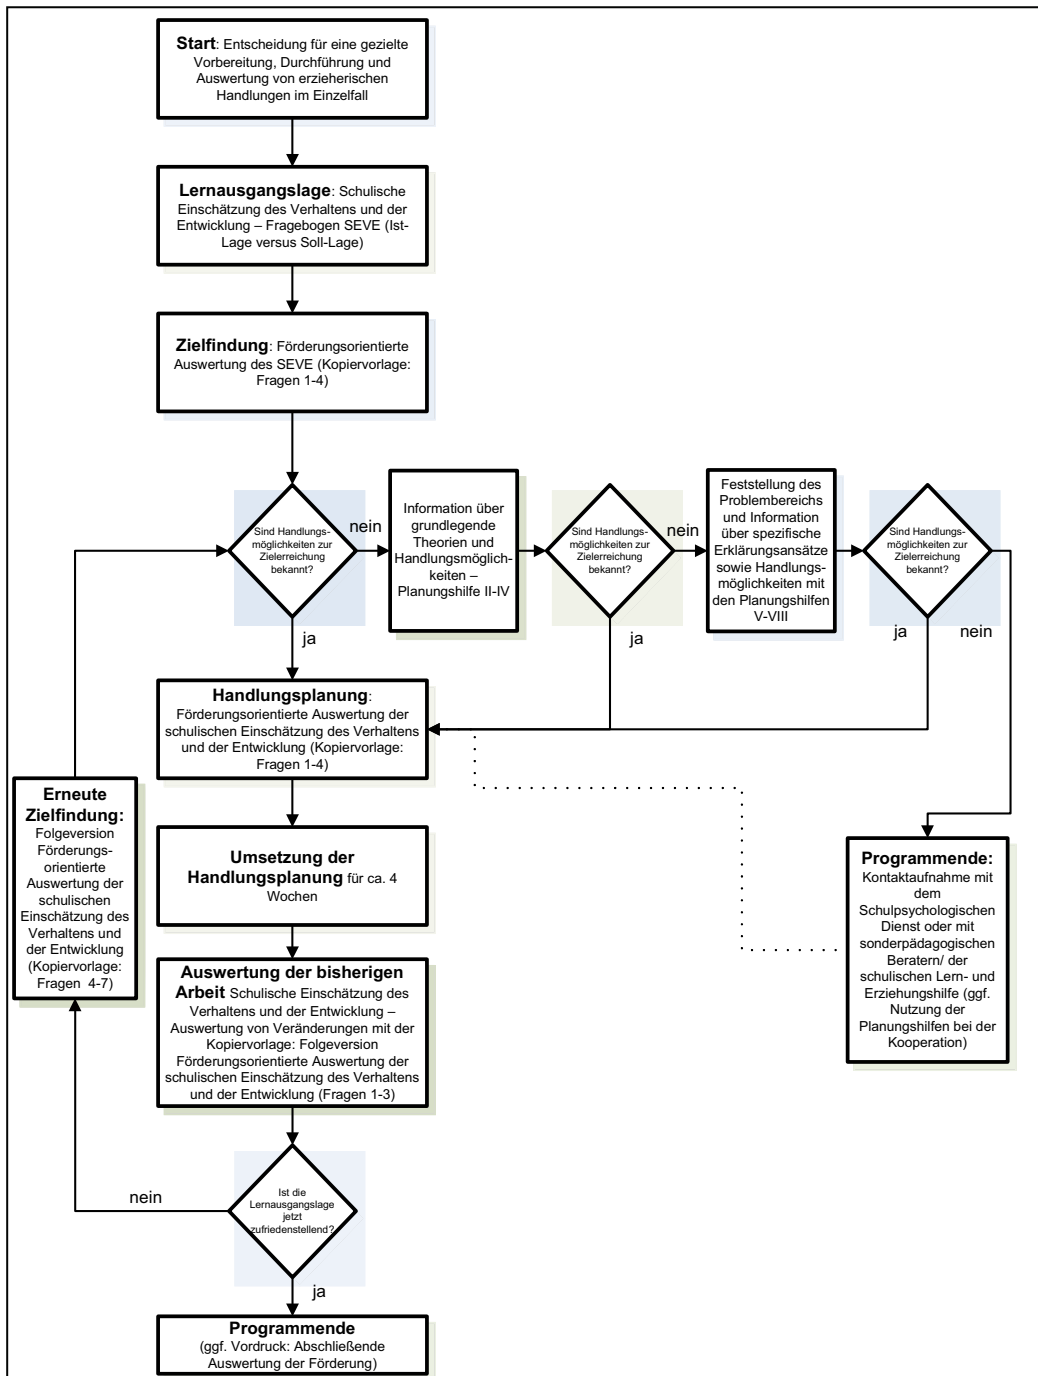 Start: Entscheidung für eine gezielte
Vorbereitung, Durchführung und
Auswertung von erzieherischen
Handlungen im Einzelfall
Lernausgangslage: Schulische
Einschätzung des Verhaltens und der
Entwicklung – Fragebogen SEVE (Ist-
Lage versus Soll-Lage)
Zielfindung: Förderungsorientierte
Auswertung des SEVE (Kopiervorlage:
Fragen 1-4)
Sind Handlungs-
möglichkeiten zur
Zielerreichung
bekannt?
nein
ja
Information über
grundlegende
Theorien und
Handlungsmöglich-
keiten –
Planungshilfe II-IV
Sind Handlungs-
möglichkeiten zur
Zielerreichung
bekannt?
nein
ja
Feststellung des
Problembereichs
und Information
über spezifische
Erklärungsansätze
sowie Handlungs-
möglichkeiten mit
den Planungshilfen
V-VIII
Sind Handlungs-
möglichkeiten zur
Zielerreichung
bekannt?
ja
nein
Handlungsplanung:
Förderungsorientierte Auswertung der
schulischen Einschätzung des Verhaltens
und der Entwicklung (Kopiervorlage:
Fragen 1-4)
Erneute
Zielfindung:
Folgeversion
Förderungs-
orientierte
Auswertung der
schulischen
Einschätzung des
Verhaltens und
der Entwicklung
(Kopiervorlage:
Fragen 4-7)
Umsetzung der
Handlungsplanung für ca. 4
Wochen
Programmende:
Kontaktaufnahme mit
dem
Schulpsychologischen
Dienst oder mit
sonderpädagogischen
Beratern/ der
schulischen Lern- und
Erziehungshilfe (ggf.
Nutzung der
Planungshilfen bei der
Kooperation)
Auswertung der bisherigen
Arbeit Schulische Einschätzung des
Verhaltens und der Entwicklung –
Auswertung von Veränderungen mit der
Kopiervorlage: Folgeversion
Förderungsorientierte Auswertung der
schulischen Einschätzung des Verhaltens
und der Entwicklung (Fragen 1-3)
Ist die
Lernausgangslage
jetzt
zufriedenstellend?
nein
ja
Programmende
(ggf. Vordruck: Abschließende
Auswertung der Förderung)